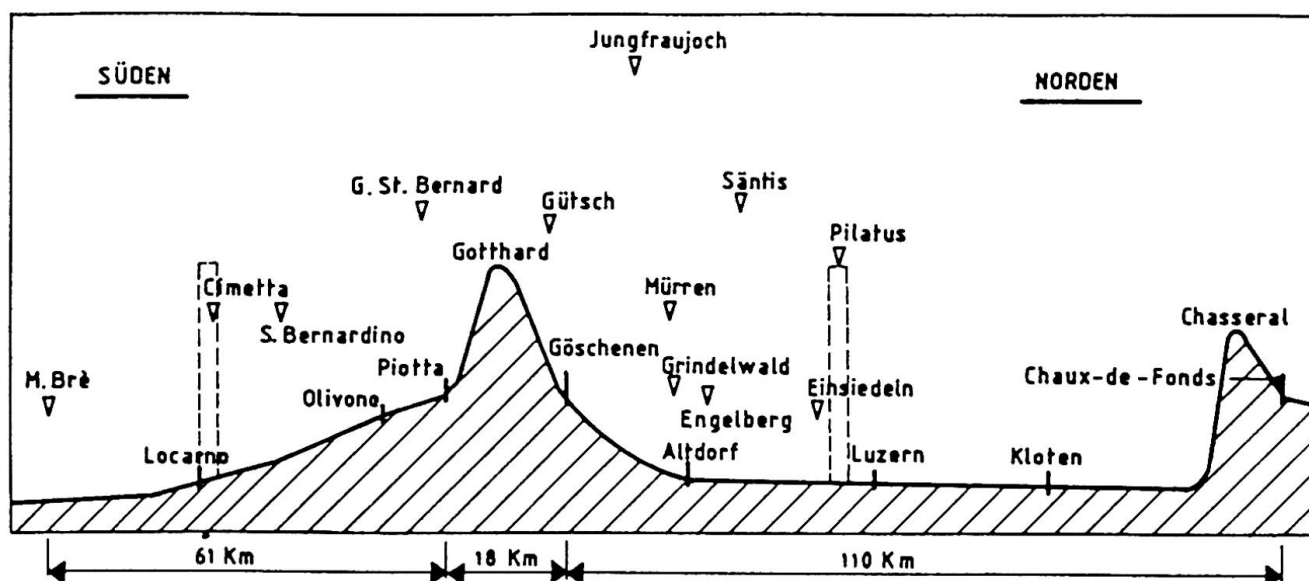 Jungfraujoch
SÜDEN
NORDEN
G. St. Bernard
Säntis
Gütsch
Pilatus
Gotthard
Cimetta
Mürren
Chasseral
S. Bernardino
Göschenen
Piotta
Grindelwald
Chaux-de-Fonds
M. Brè
Einsiedeln
Olivone
Engelberg
Locarno
Altdorf
Luzern
Kloten
61 Km
18 Km
110 Km